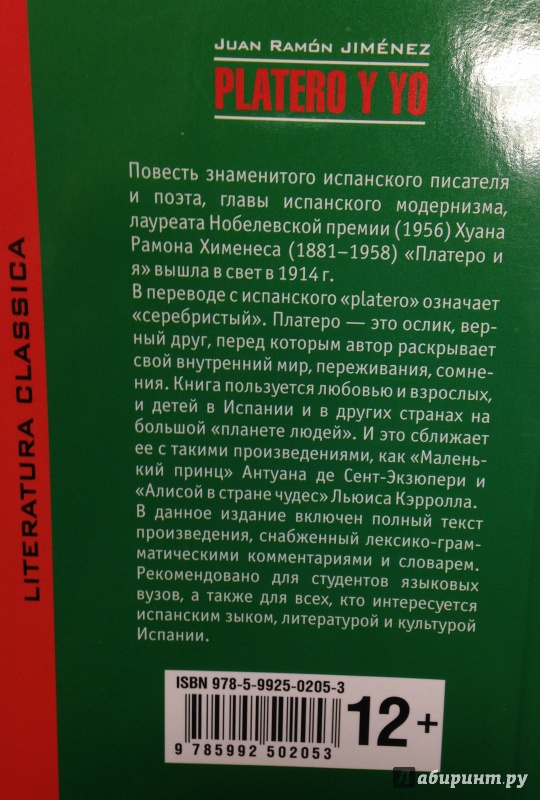 JUAN RAMÓN JIMÉNEZ
PLATERO Y YO
Повесть знаменитого испанского писателя
и поэта, главы испанского модернизма,
лауреата Нобелевской премии (1956) Хуана
Рамона Хименеса (1881–1958) «Платеро и
я» вышла в свет в 1914 г.
В переводе с испанского «platero» означает
«серебристый». Платеро — это ослик, вер-
ный друг, перед которым автор раскрывает
свой внутренний мир, переживания, сомне-
ния. Книга пользуется любовью и взрослых,
и детей в Испании и в других странах на
большой «планете людей». И это сближает
ее с такими произведениями, как «Малень-
кий принц» Антуана де Сент-Экзюпери и
«Алисой в стране чудес» Льюиса Кэрролла.
В данное издание включен полный текст
произведения, снабженный лексико-грам-
матическими комментариями и словарем.
Рекомендовано для студентов языковых
вузов, а также для всех, кто интересуется
испанским зыком, литературой и культурой
Испании.
LITERATURA CLASSICA
ISBN 978-5-9925-0205-3
9 785992 502053
12+
лабиринт.ру